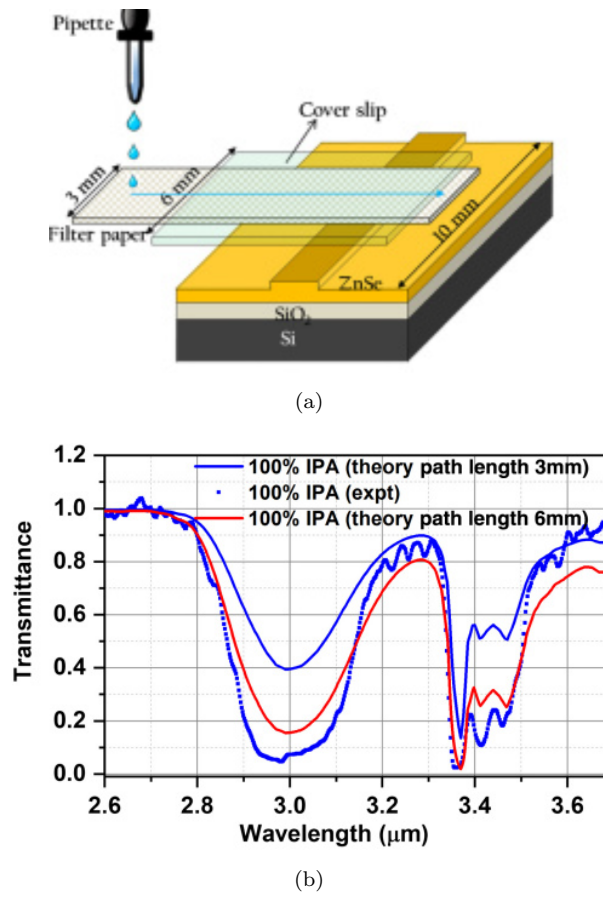 Pipette
Cover slip
3 mm
6 mm
10 mm
Filter paper
ZnSe
SiO₂
Si
(a)
1.2
1.0
0.8
0.6
0.4
0.2
0.0
Transmittance
100% IPA (theory path length 3mm)
100% IPA (expt)
100% IPA (theory path length 6mm)
2.6 2.8 3.0 3.2 3.4 3.6
Wavelength (μm)
(b)